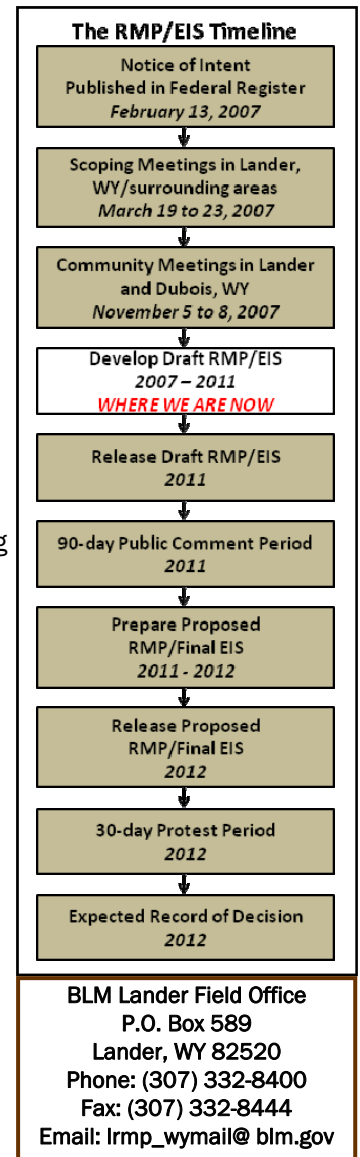 The RMP/EIS Timeline
Notice of Intent
Published in Federal Register
February 13, 2007
Scoping Meetings in Lander,
WY/surrounding areas
March 19 to 23, 2007
Community Meetings in Lander
and Dubois, WY
November 5 to 8, 2007
Develop Draft RMP/EIS
2007 – 2011
WHERE WE ARE NOW
Release Draft RMP/EIS
2011
g
90-day Public Comment Period
2011
Prepare Proposed
RMP/Final EIS
2011 - 2012
Release Proposed
RMP/Final EIS
2012
30-day Protest Period
2012
Expected Record of Decision
2012
BLM Lander Field Office
P.O. Box 589
Lander, WY 82520
Phone: (307) 332-8400
Fax: (307) 332-8444
Email: lrmp_wymail@ blm.gov